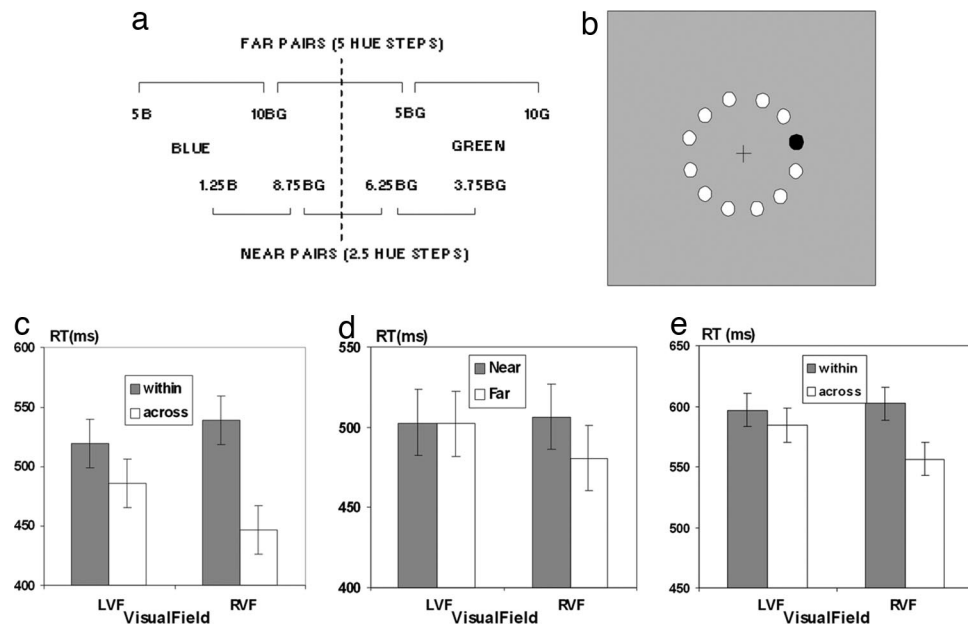 a
FAR PAIRS (5 HUE STEPS)
5B 10BG 5BG 10G
BLUE GREEN
1.25B 8.75BG 6.25BG 3.75BG
NEAR PAIRS (2.5 HUE STEPS)
b
c
RT(ms)
600
550
500
450
400
within
across
LVF RVF
VisualField
d
RT(ms)
550
500
450
400
Near
Far
LVF RVF
VisualField
e
RT (ms)
650
600
550
500
450
within
across
LVF RVF
VisualField